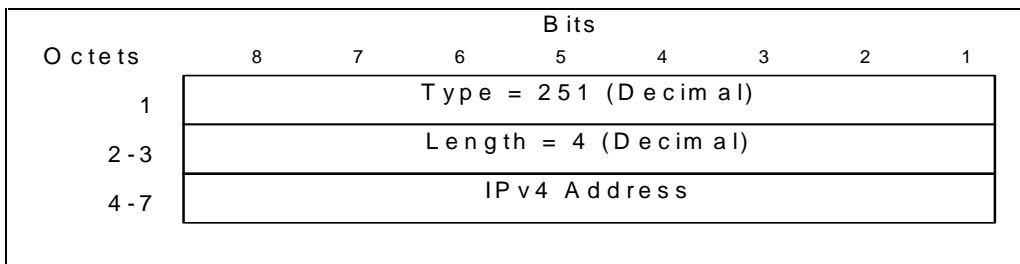 Bits
Octets 8 7 6 5 4 3 2 1
1 Type = 251 (Decimal)
2-3 Length = 4 (Decimal)
4-7 IPv4 Address